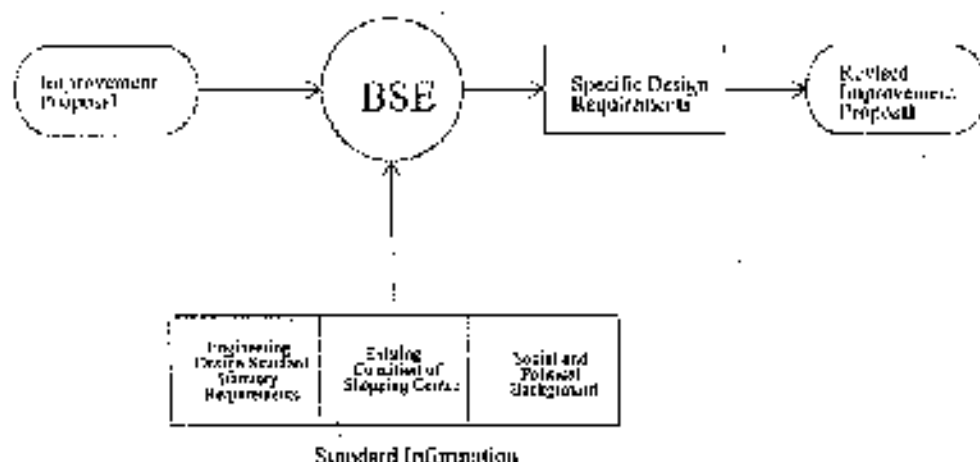 Improvement
Proposal
BSE
Specific Design
Requirements
Revised
Improvement
Proposal
Engineering
Design Standard
Statutory
Requirements
Existing
Condition of
Shopping Centre
Social and
Political
Background
Standard Information